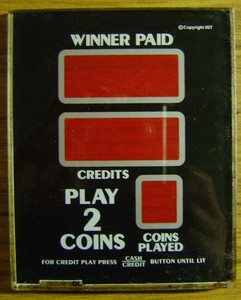 © Copyright IGT
WINNER PAID
CREDITS
PLAY
2
COINS
COINS
PLAYED
FOR CREDIT PLAY PRESS CASH CREDIT BUTTON UNTIL LIT